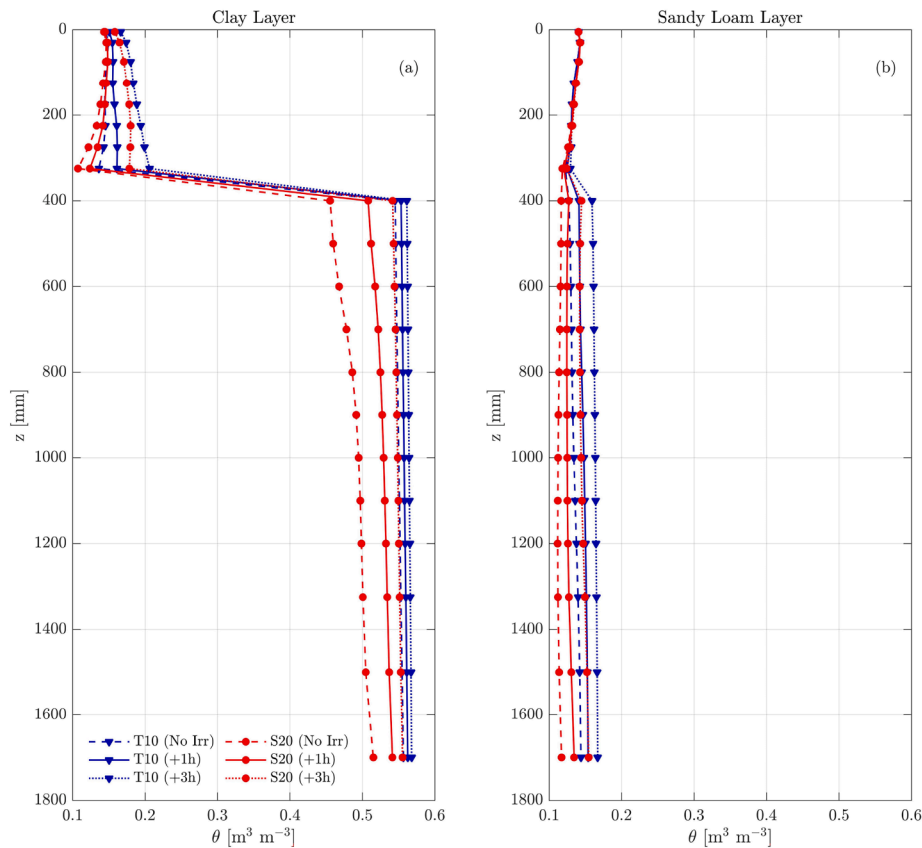 Clay Layer
(a)
0
200
400
600
800
1000
1200
1400
1600
1800
z [mm]
T10 (No Irr)
T10 (+1h)
T10 (+3h)
S20 (No Irr)
S20 (+1h)
S20 (+3h)
0.1 0.2 0.3 0.4 0.5 0.6
θ [m³ m⁻³]
Sandy Loam Layer
(b)
0
200
400
600
800
1000
1200
1400
1600
1800
z [mm]
0.1 0.2 0.3 0.4 0.5 0.6
θ [m³ m⁻³]